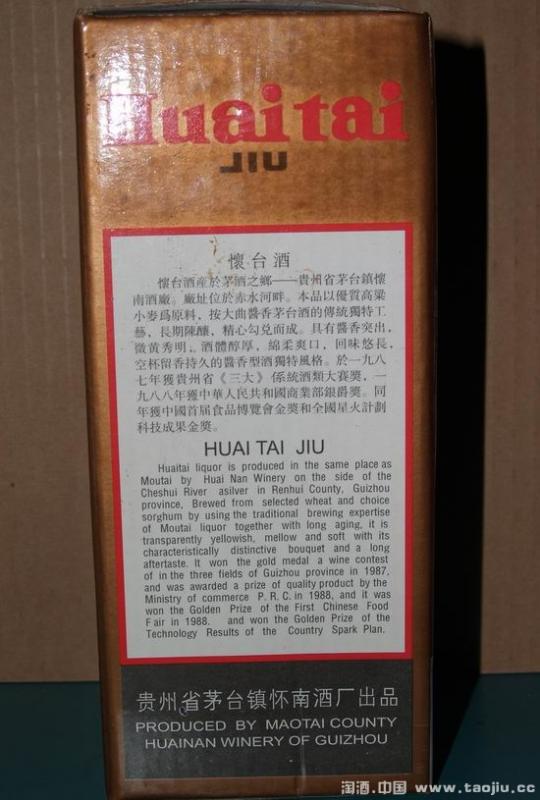 Huaitai
JIU
懷台酒
懷台酒産於茅酒之鄉——貴州省茅台鎮懷
南酒廠。廠址位於赤水河畔。本品以優質高粱
小麥爲原料，按大曲醬香茅台酒的傳統獨特工
藝，長期陳釀，精心勾兑而成。具有醬香突出，
微黄秀明，酒體醇厚，綿柔爽口，回味悠長，
空杯留香持久的醬香型酒獨特風格。於一九八
七年獲貴州省《三大》係統酒類大賽奬，一
九八八年獲中華人民共和國商業部銀爵奬。同
年獲中國首届食品博覽會金奬和全國星火計劃
科技成果金奬。
HUAI TAI JIU
Huaitai liquor is produced in the same place as
Moutai by Huai Nan Winery on the side of the
Cheshui River asilver in Renhui County, Guizhou
province, Brewed from selected wheat and choice
sorghum by using the traditional brewing expertise
of Moutai liquor together with long aging, it is
transparently yellowish, mellow and soft with its
characteristically distinctive bouquet and a long
aftertaste. It won the gold medal a wine contest
of in the three fields of Guizhou province in 1987,
and was awarded a prize of quality product by the
Ministry of commerce P. R. C. in 1988, and it was
won the Golden Prize of the First Chinese Food
Fair in 1988. and won the Golden Prize of the
Technology Results of the Country Spark Plan.
贵州省茅台镇怀南酒厂出品
PRODUCED BY MAOTAI COUNTY
HUAINAN WINERY OF GUIZHOU
淘酒.中国 www.taojiu.cc